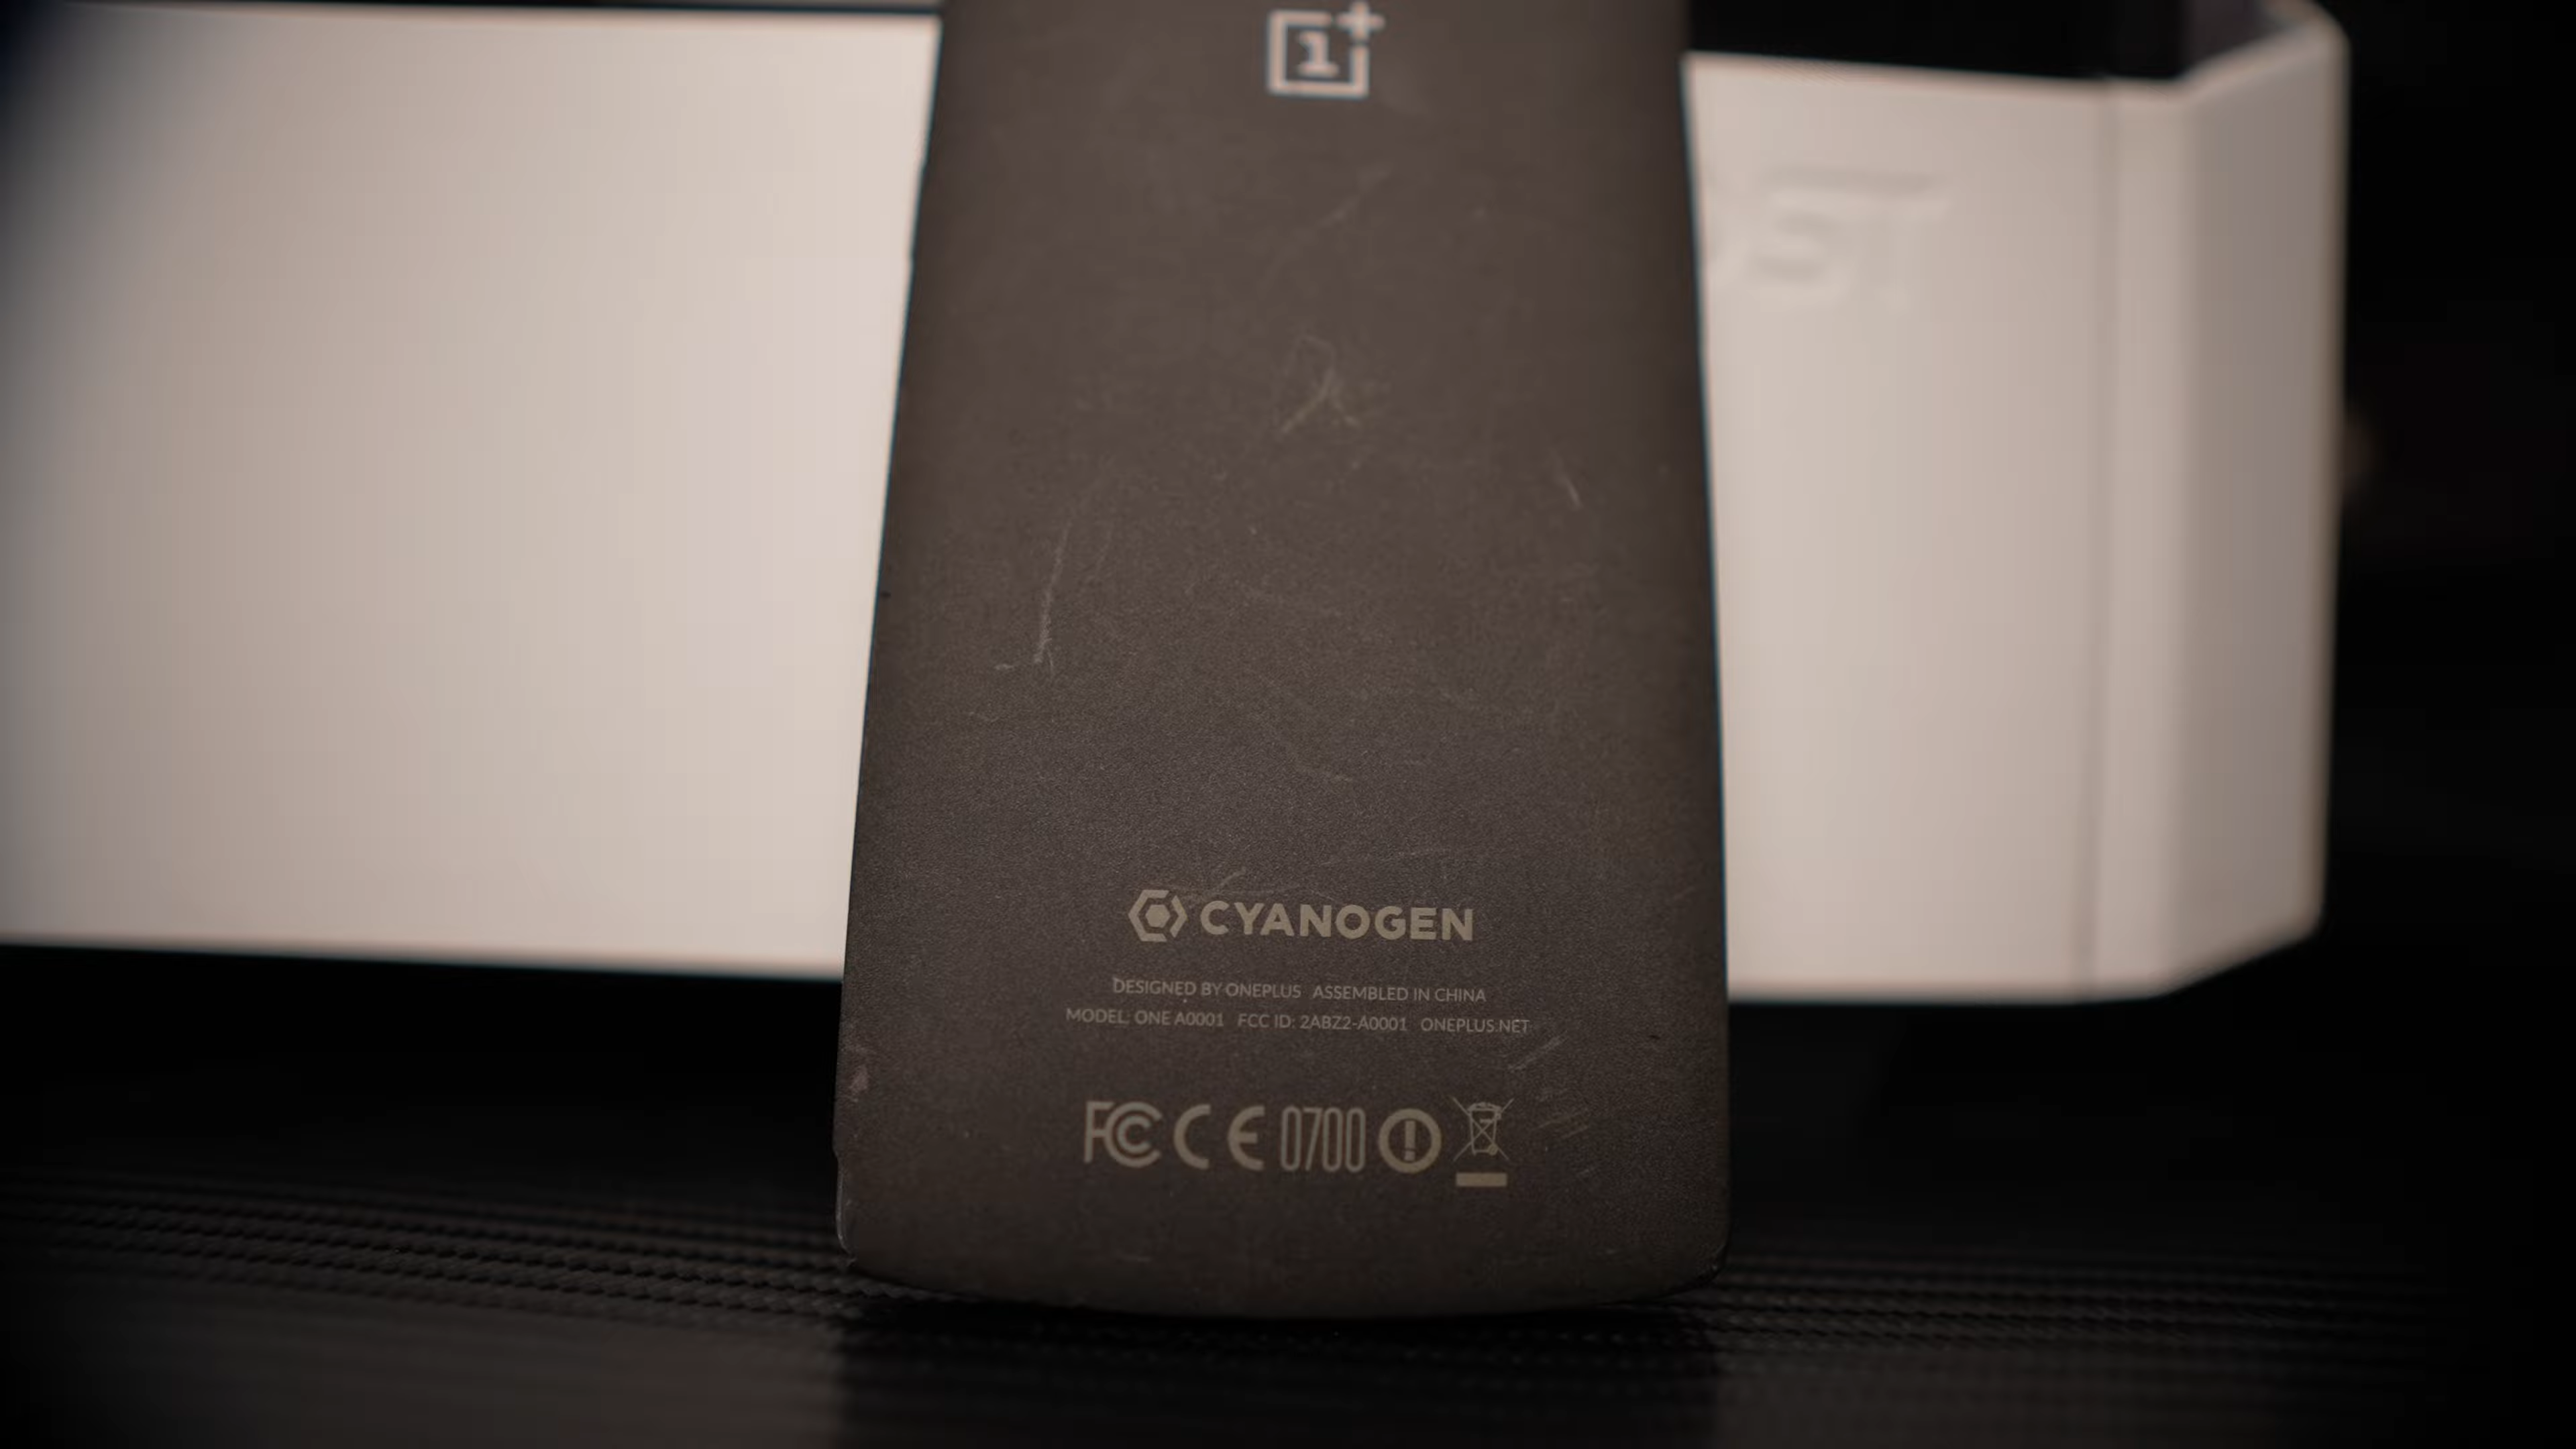 1+
CYANOGEN
DESIGNED BY ONEPLUS ASSEMBLED IN CHINA
MODEL: ONE A0001 FCC ID: 2ABZ2-A0001 ONEPLUS.NET
FC CE 0700